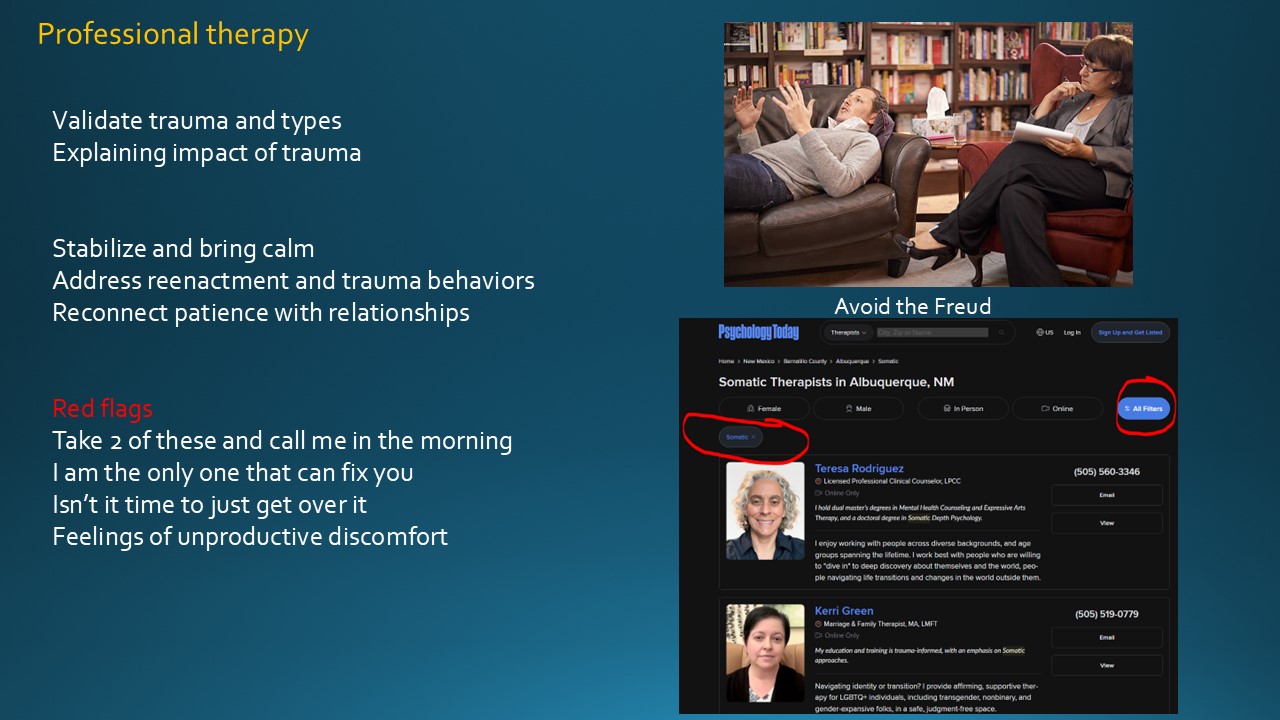 Professional therapy
Validate trauma and types
Explaining impact of trauma
Stabilize and bring calm
Address reenactment and trauma behaviors
Reconnect patience with relationships
Red flags
Take 2 of these and call me in the morning
I am the only one that can fix you
Isn't it time to just get over it
Feelings of unproductive discomfort
Avoid the Freud
Psychology Today
Therapists
City, Zip or Name
US
Log In
Sign Up and Get Listed
Home > New Mexico > Bernalillo County > Albuquerque > Somatic
Somatic Therapists in Albuquerque, NM
Female
Male
In Person
Online
All Filters
Somatic ×
Teresa Rodriguez
Licensed Professional Clinical Counselor, LPCC
Online Only
I hold dual master's degrees in Mental Health Counseling and Expressive Arts
Therapy, and a doctoral degree in Somatic Depth Psychology.
I enjoy working with people across diverse backgrounds, and age
groups spanning the lifetime. I work best with people who are willing
to "dive in" to deep discovery about themselves and the world, peo-
ple navigating life transitions and changes in the world outside them.
(505) 560-3346
Email
View
Kerri Green
Marriage & Family Therapist, MA, LMFT
Online Only
My education and training is trauma-informed, with an emphasis on Somatic
approaches.
Navigating identity or transition? I provide affirming, supportive ther-
apy for LGBTQ+ individuals, including transgender, nonbinary, and
gender-expansive folks, in a safe, judgment-free space.
(505) 519-0779
Email
View